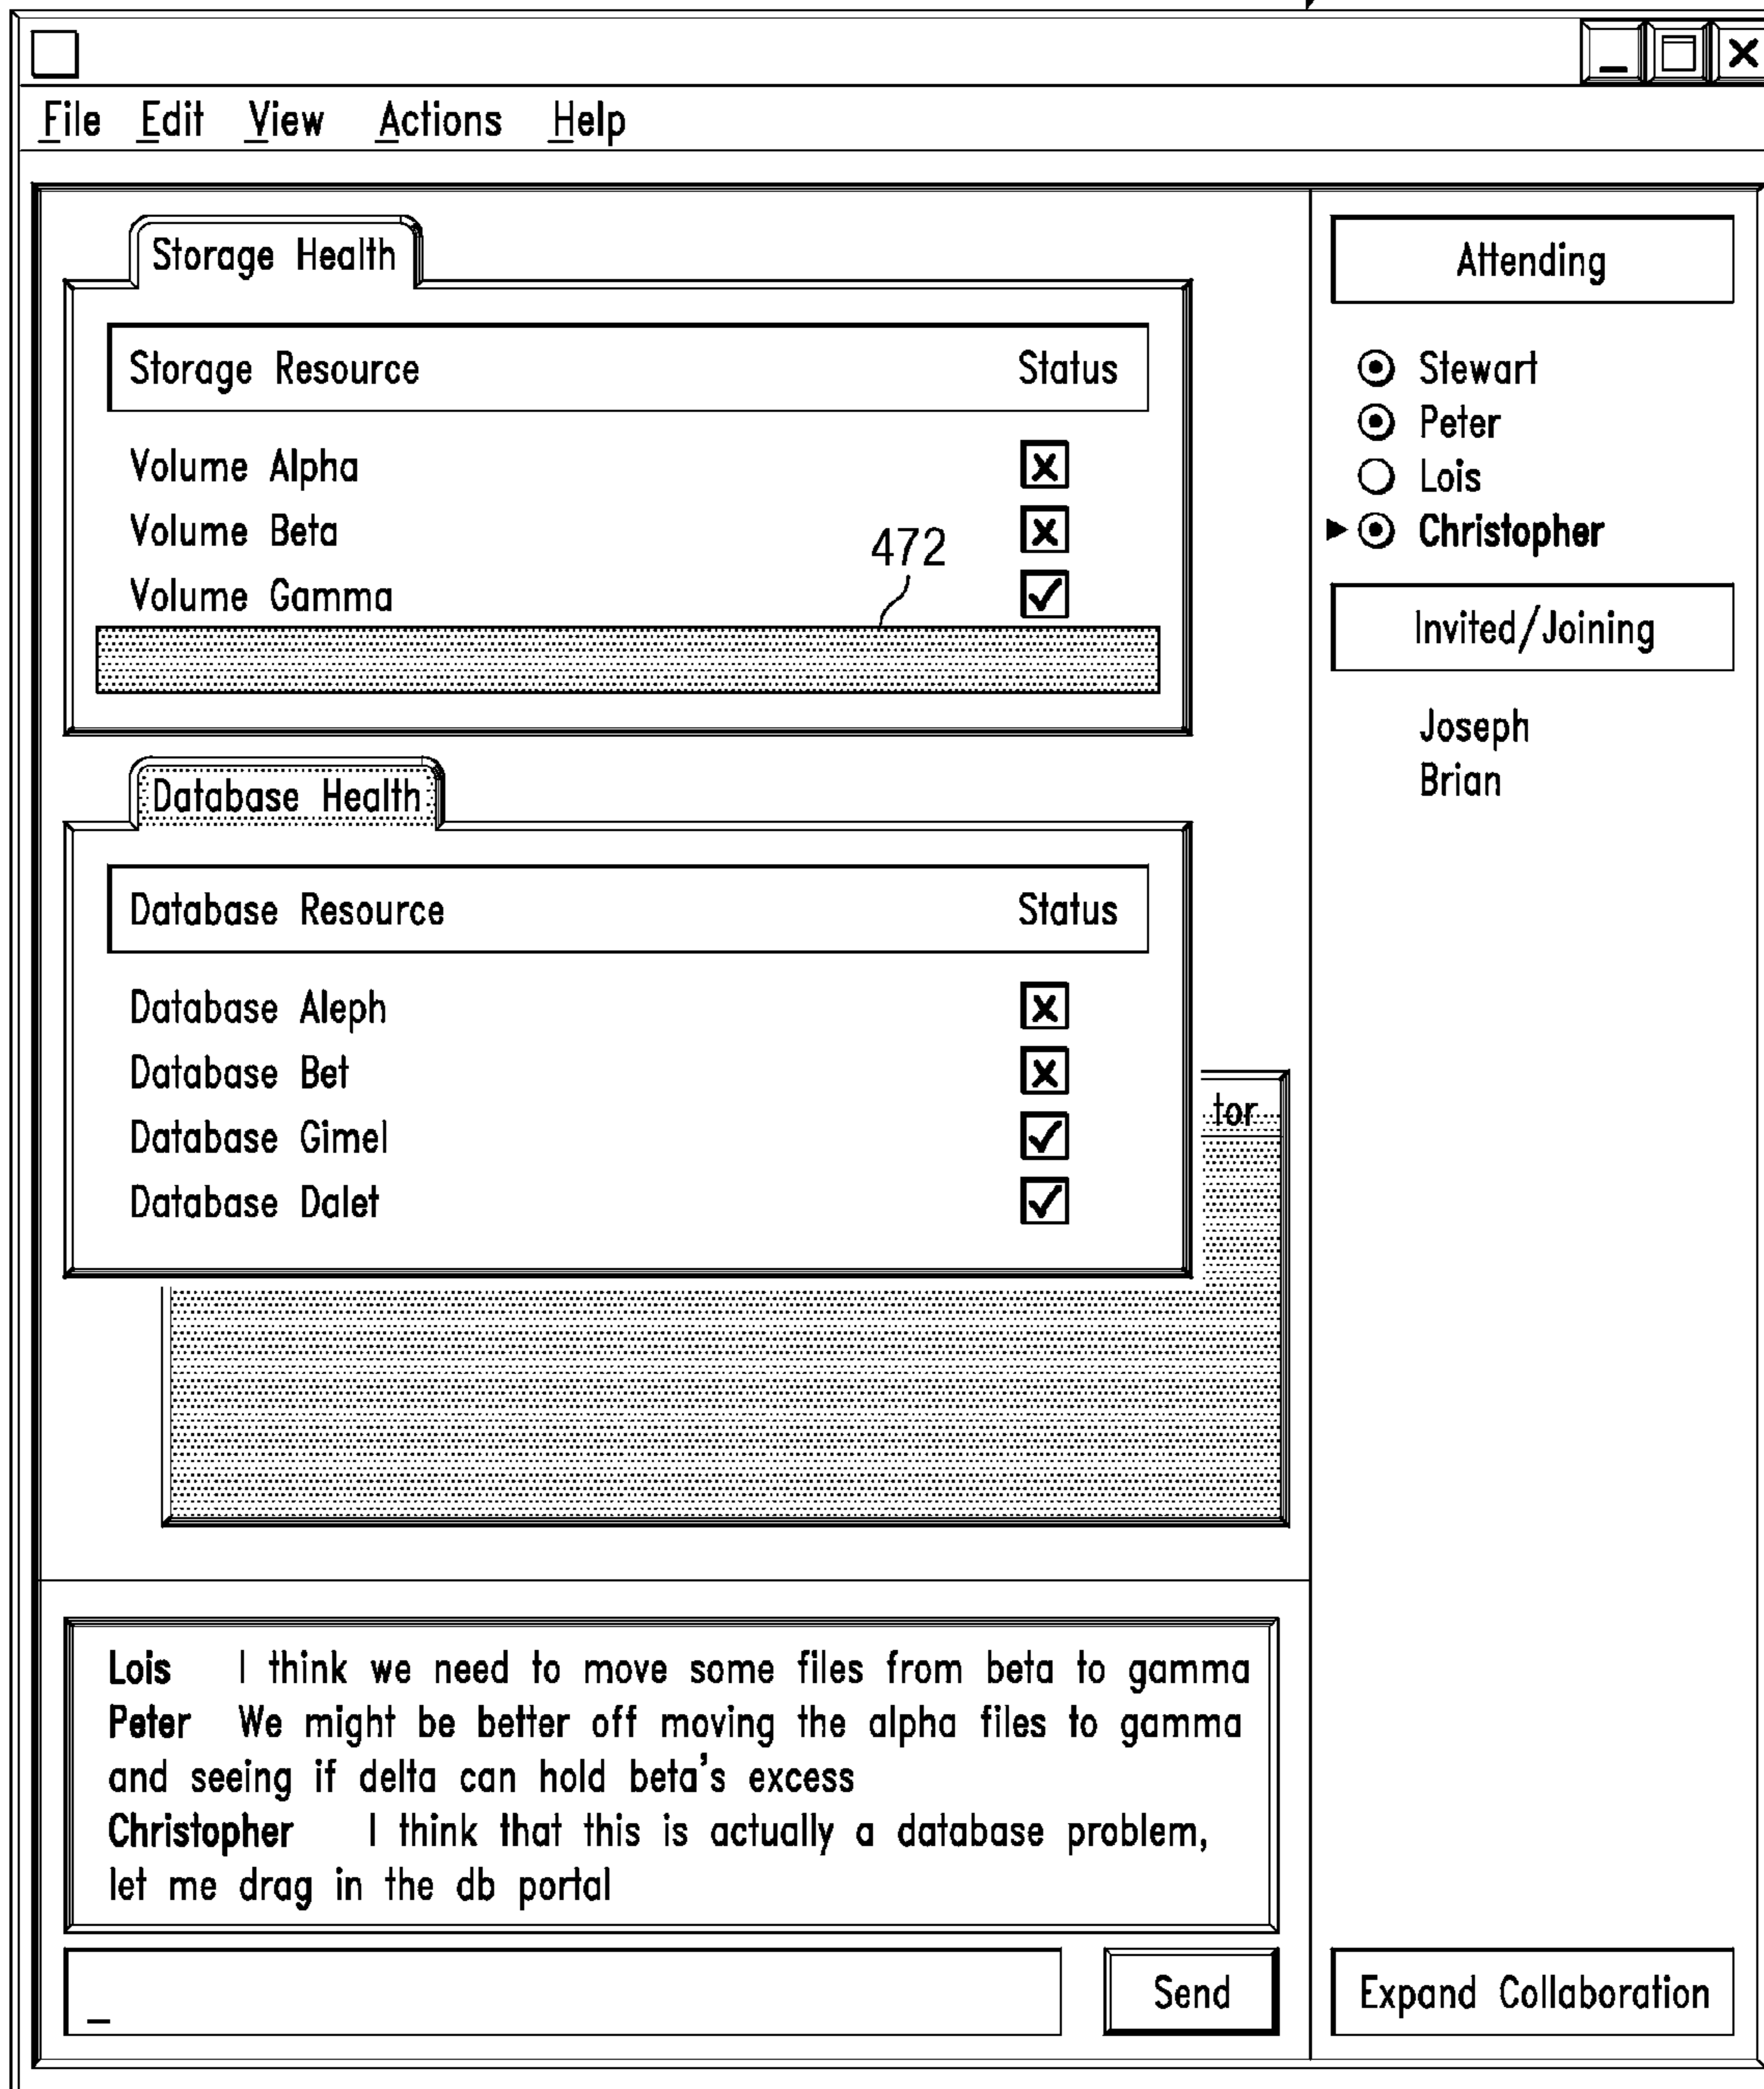 File Edit View Actions Help
Storage Health
Storage Resource Status
Volume Alpha
Volume Beta
472
Volume Gamma
Database Health
Database Resource Status
Database Aleph
Database Bet
tor
Database Gimel
Database Dalet
Lois I think we need to move some files from beta to gamma
Peter We might be better off moving the alpha files to gamma
and seeing if delta can hold beta's excess
Christopher I think that this is actually a database problem,
let me drag in the db portal
_
Send
Attending
Stewart
Peter
Lois
Christopher
Invited/Joining
Joseph
Brian
Expand Collaboration